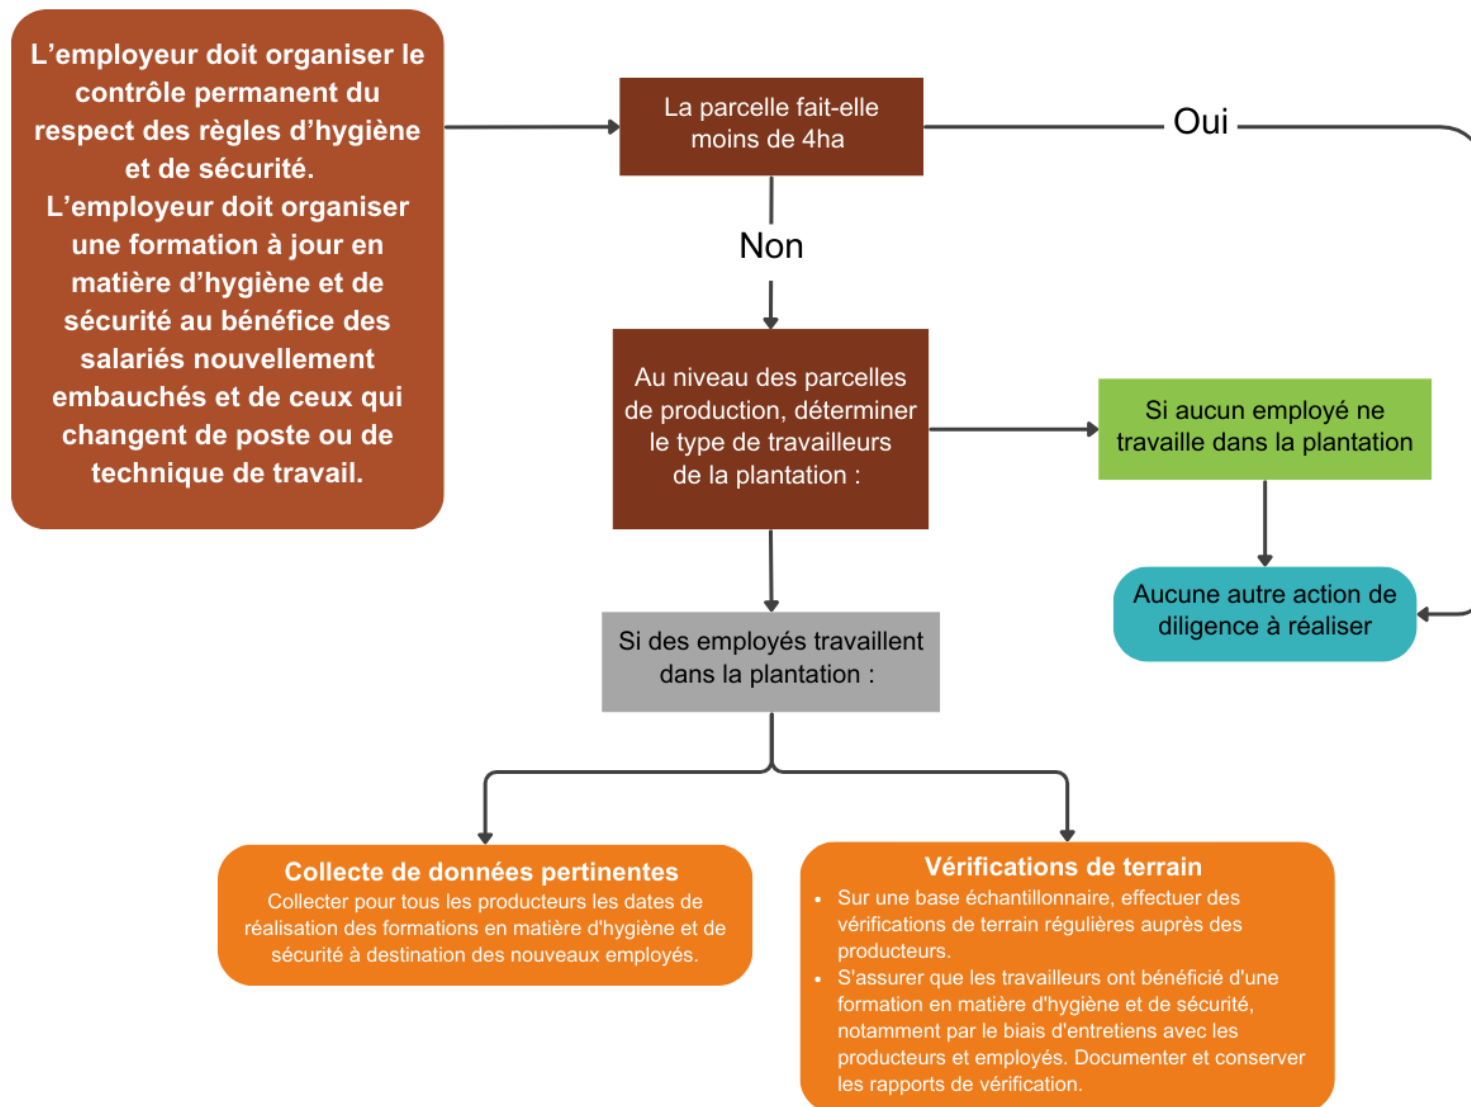 L'employeur doit organiser le
contrôle permanent du
respect des règles d'hygiène
et de sécurité.
L'employeur doit organiser
une formation à jour en
matière d'hygiène et de
sécurité au bénéfice des
salariés nouvellement
embauchés et de ceux qui
changent de poste ou de
technique de travail.
La parcelle fait-elle
moins de 4ha
Oui
Non
Au niveau des parcelles
de production, déterminer
le type de travailleurs
de la plantation :
Si aucun employé ne
travaille dans la plantation
Aucune autre action de
diligence à réaliser
Si des employés travaillent
dans la plantation :
Collecte de données pertinentes
Collecter pour tous les producteurs les dates de
réalisation des formations en matière d'hygiène et de
sécurité à destination des nouveaux employés.
Vérifications de terrain
• Sur une base échantillonnaire, effectuer des
vérifications de terrain régulières auprès des
producteurs.
• S'assurer que les travailleurs ont bénéficié d'une
formation en matière d'hygiène et de sécurité,
notamment par le biais d'entretiens avec les
producteurs et employés. Documenter et conserver
les rapports de vérification.